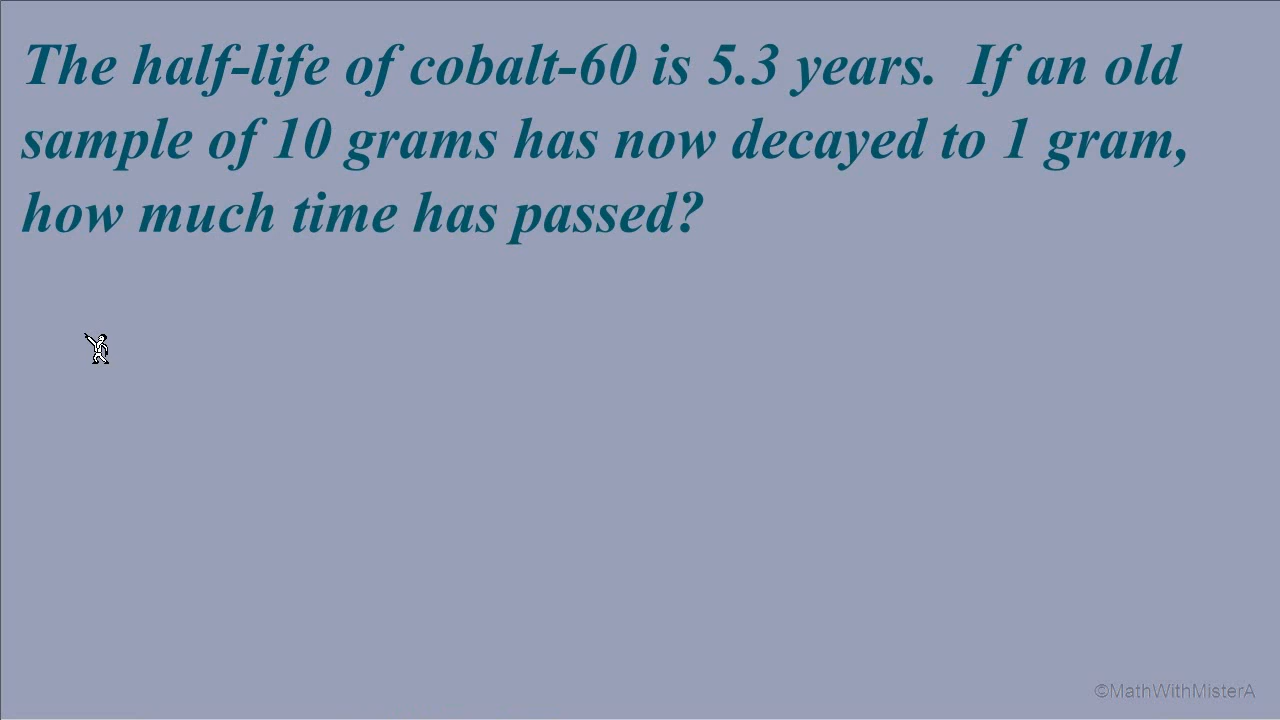 The half-life of cobalt-60 is 5.3 years.  If an old
sample of 10 grams has now decayed to 1 gram,
how much time has passed?
©MathWithMisterA